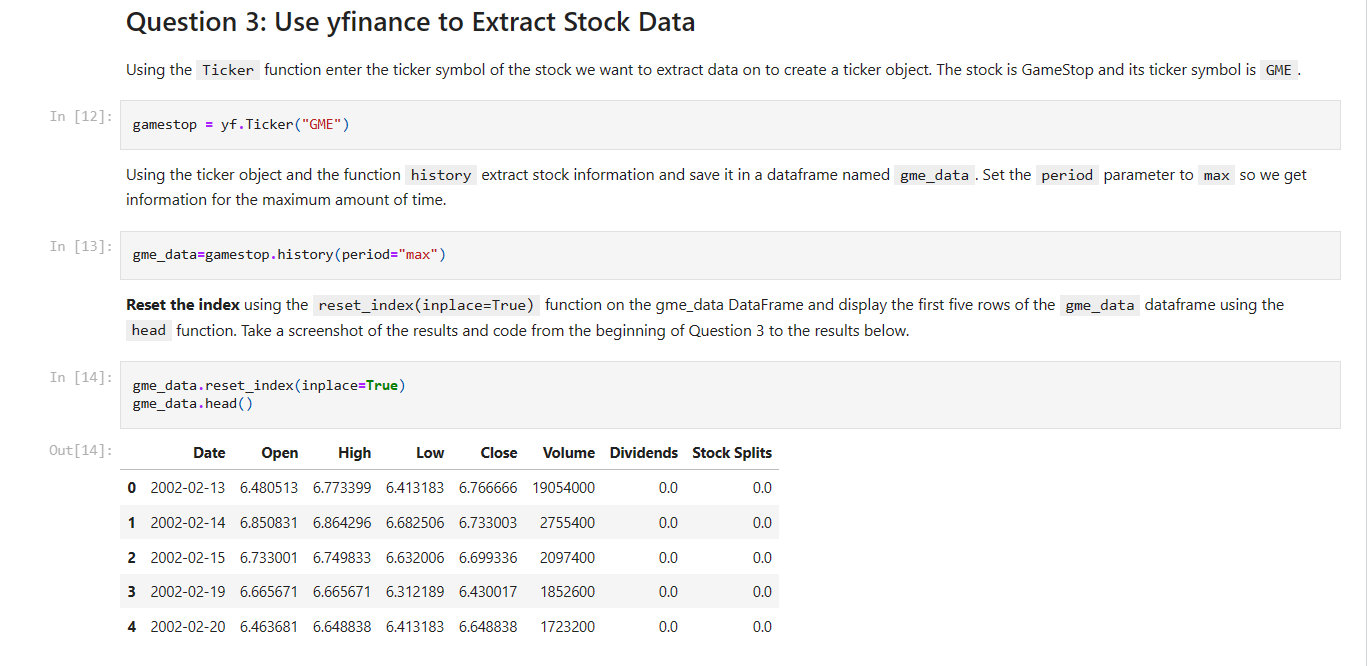 Question 3: Use yfinance to Extract Stock Data
Using the Ticker function enter the ticker symbol of the stock we want to extract data on to create a ticker object. The stock is GameStop and its ticker symbol is GME .
In [12]: gamestop = yf.Ticker("GME")
Using the ticker object and the function history extract stock information and save it in a dataframe named gme_data . Set the period parameter to max so we get
information for the maximum amount of time.
In [13]: gme_data=gamestop.history(period="max")
Reset the index using the reset_index(inplace=True) function on the gme_data DataFrame and display the first five rows of the gme_data dataframe using the
head function. Take a screenshot of the results and code from the beginning of Question 3 to the results below.
In [14]: gme_data.reset_index(inplace=True)
gme_data.head()
Out[14]: Date Open High Low Close Volume Dividends Stock Splits
0 2002-02-13 6.480513 6.773399 6.413183 6.766666 19054000 0.0 0.0
1 2002-02-14 6.850831 6.864296 6.682506 6.733003 2755400 0.0 0.0
2 2002-02-15 6.733001 6.749833 6.632006 6.699336 2097400 0.0 0.0
3 2002-02-19 6.665671 6.665671 6.312189 6.430017 1852600 0.0 0.0
4 2002-02-20 6.463681 6.648838 6.413183 6.648838 1723200 0.0 0.0